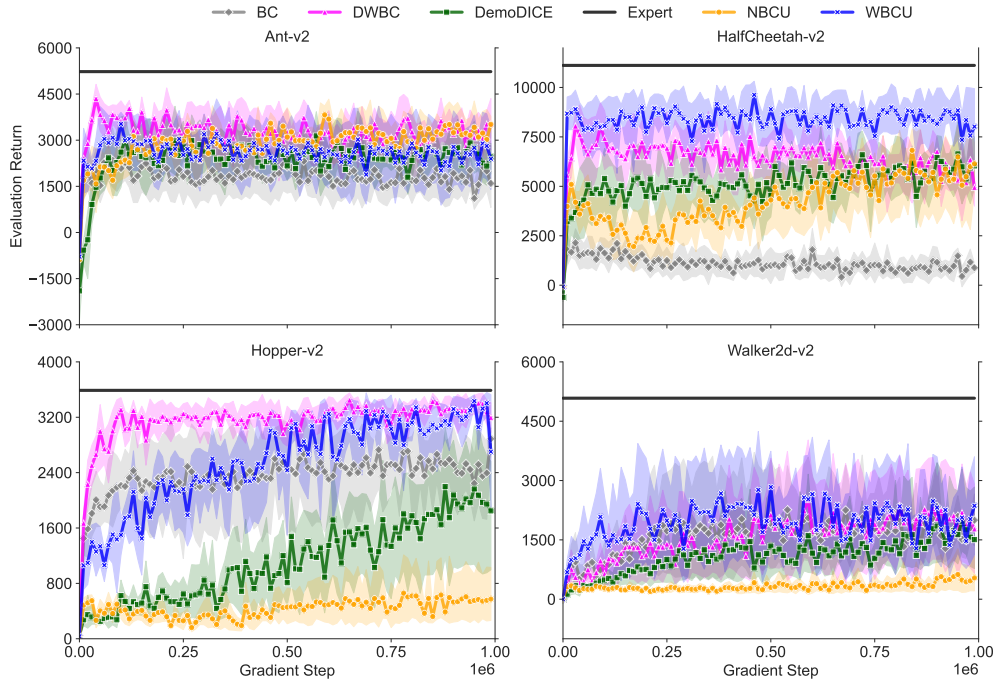 BC DWBC DemoDICE Expert NBCU WBCU
Ant-v2 HalfCheetah-v2
6000
4500
3000
1500
0
−1500
−3000
Evaluation Return
10000
7500
5000
2500
0
Hopper-v2 Walker2d-v2
4000
3200
2400
1600
800
0
6000
4500
3000
1500
0
0.00 0.25 0.50 0.75 1.00
Gradient Step 1e6
0.00 0.25 0.50 0.75 1.00
Gradient Step 1e6